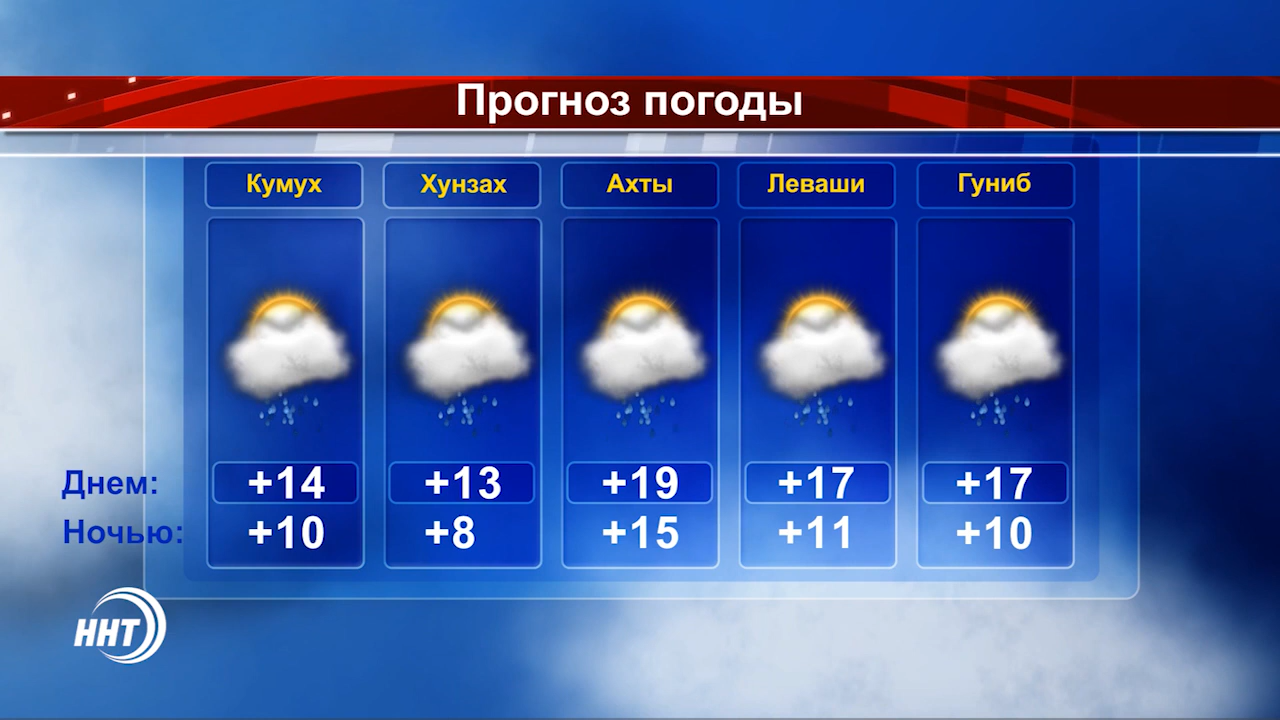 Прогноз погоды
Кумух Хунзах Ахты Леваши Гуниб
Днем: +14 +13 +19 +17 +17
Ночью: +10 +8 +15 +11 +10
ННТ